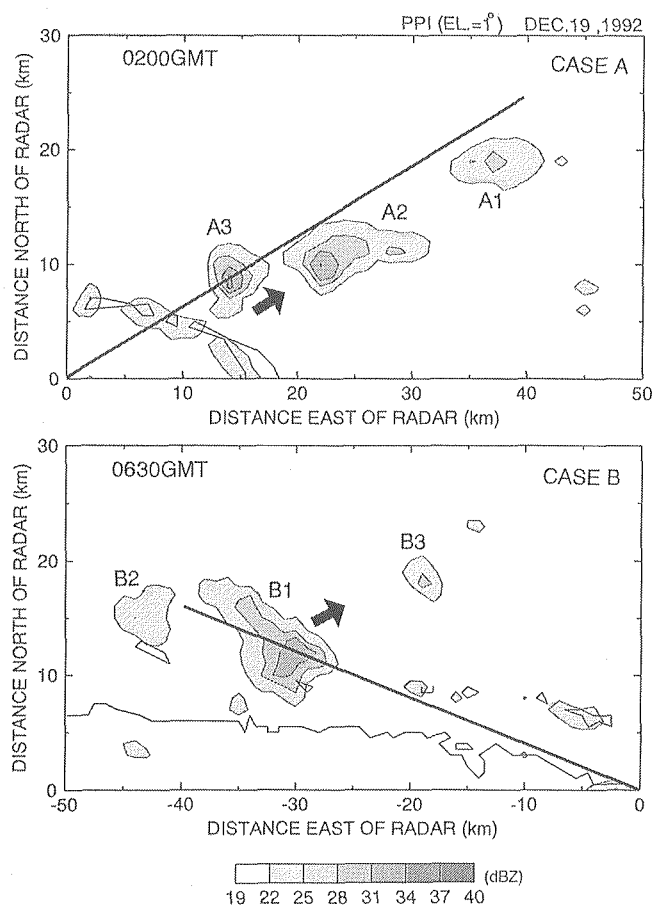 PPI (EL.=1°) DEC.19 ,1992
30
20
10
0
0200GMT
CASE A
A1
A2
A3
0 10 20 30 40 50
DISTANCE EAST OF RADAR (km)
DISTANCE NORTH OF RADAR (km)
30
20
10
0
0630GMT
CASE B
B3
B2
B1
-50 -40 -30 -20 -10 0
DISTANCE EAST OF RADAR (km)
DISTANCE NORTH OF RADAR (km)
(dBZ)
19 22 25 28 31 34 37 40